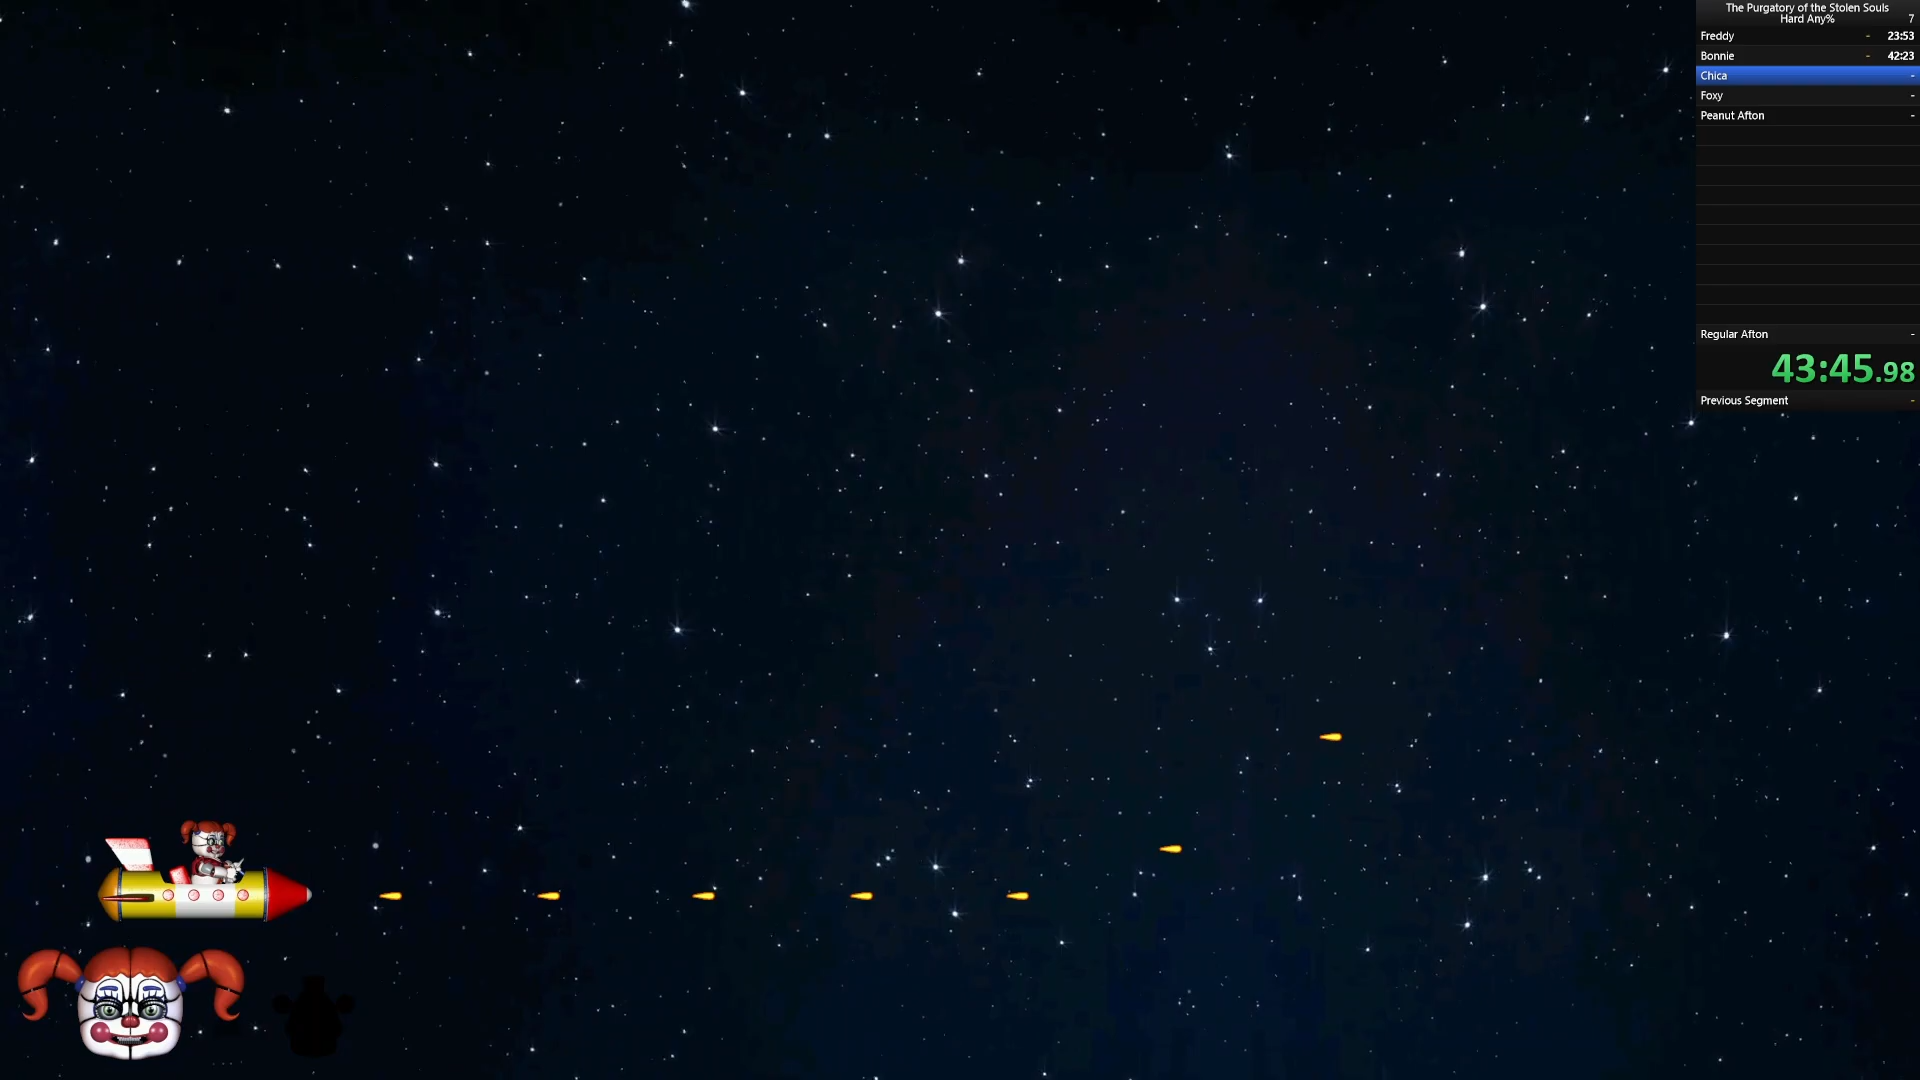 The Purgatory of the Stolen Souls
Hard Any% 7
Freddy - 23:53
Bonnie - 42:23
Chica -
Foxy -
Peanut Afton -
Regular Afton -
43:45.98
Previous Segment -